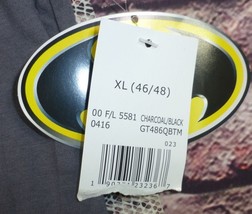 XL (46/48)
00 F/L 5581 CHARCOAL/BLACK
0416 GT486QBTM
023